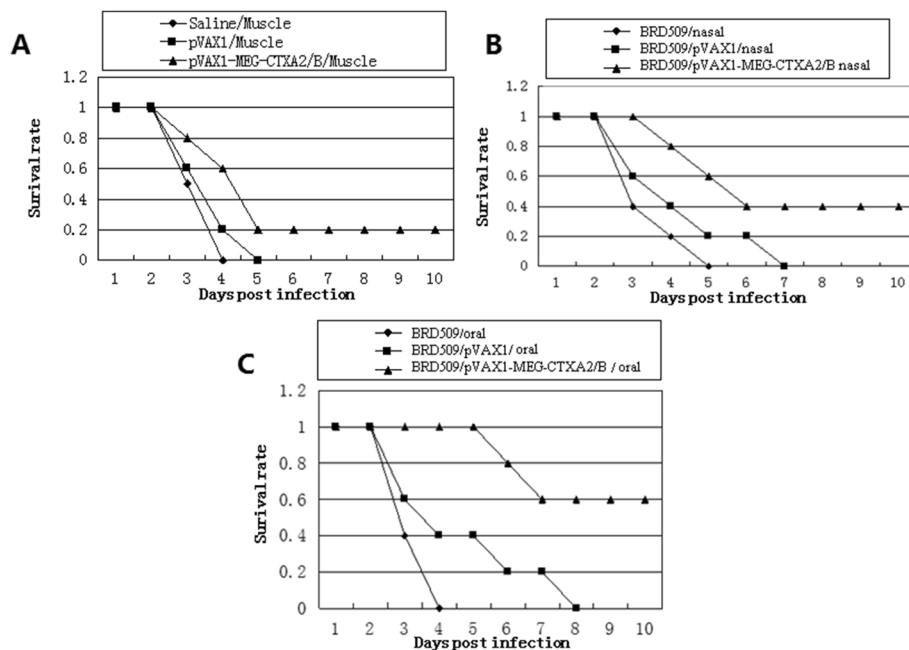 A
Saline/Muscle
pVAX1/Muscle
pVAX1-MEG-CTXA2/B/Muscle
Surival rate
1.2
1
0.8
0.6
0.4
0.2
0
1 2 3 4 5 6 7 8 9 10
Days post infection
B
BRD509/nasal
BRD509/pVAX1/nasal
BRD509/pVAX1-MEG-CTXA2/B nasal
Surival rate
1.2
1
0.8
0.6
0.4
0.2
0
1 2 3 4 5 6 7 8 9 10
Days post infection
C
BRD509/oral
BRD509/pVAX1/ oral
BRD509/pVAX1-MEG-CTXA2/B / oral
Surival rate
1.2
1
0.8
0.6
0.4
0.2
0
1 2 3 4 5 6 7 8 9 10
Days post infection